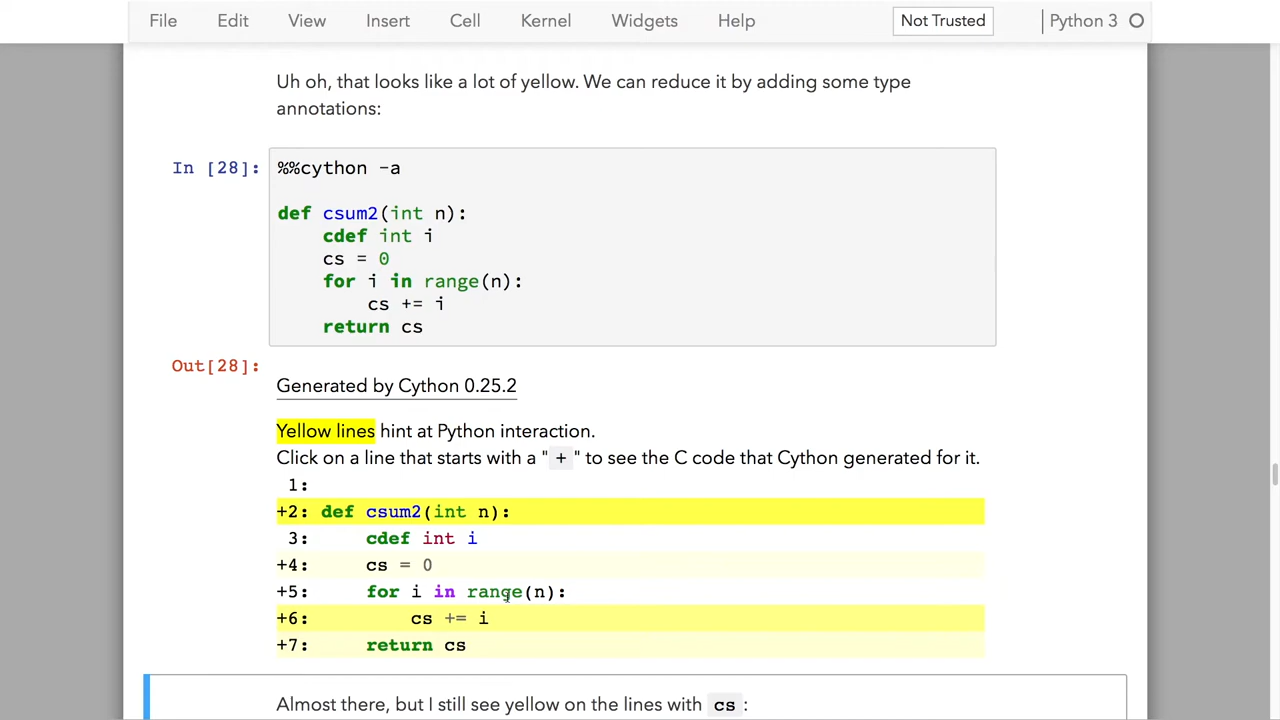 File Edit View Insert Cell Kernel Widgets Help Not Trusted Python 3
Uh oh, that looks like a lot of yellow. We can reduce it by adding some type
annotations:
In [28]: %%cython -a
def csum2(int n):
    cdef int i
    cs = 0
    for i in range(n):
        cs += i
    return cs
Out[28]:
Generated by Cython 0.25.2
Yellow lines hint at Python interaction.
Click on a line that starts with a "+" to see the C code that Cython generated for it.
1:
+2: def csum2(int n):
3:     cdef int i
+4:     cs = 0
+5:     for i in range(n):
+6:         cs += i
+7:     return cs
Almost there, but I still see yellow on the lines with cs :